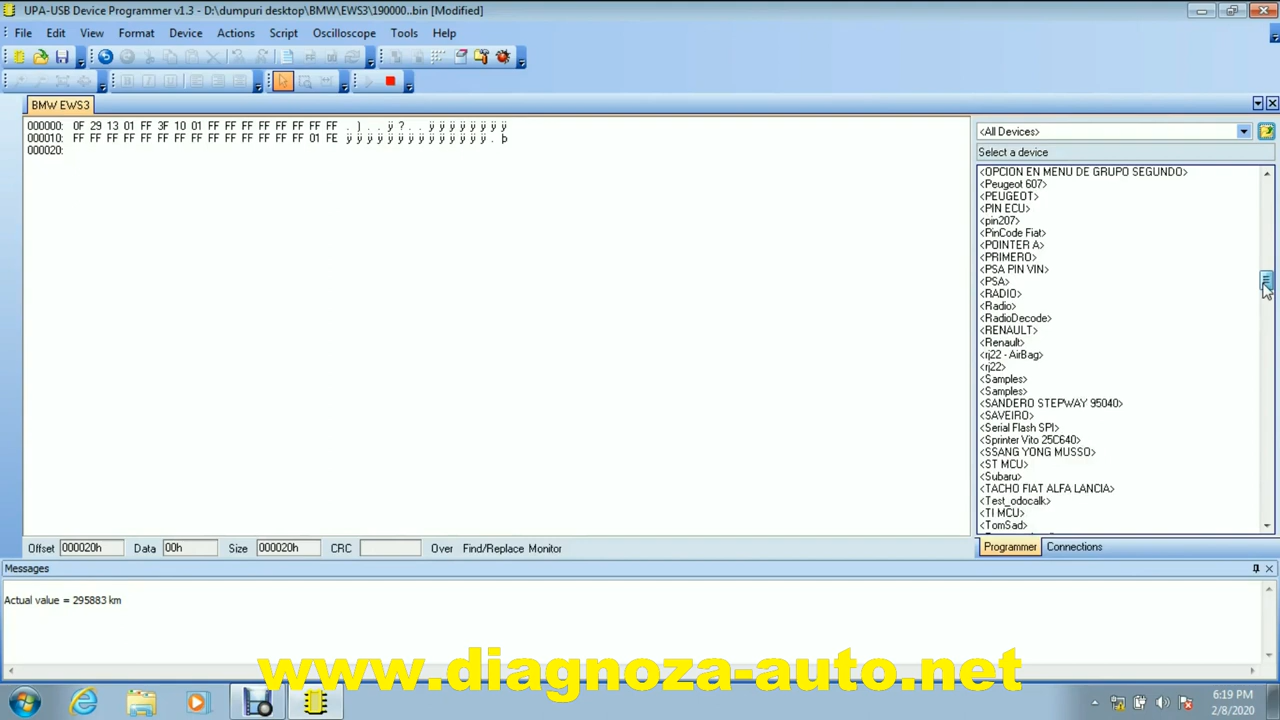 UPA-USB Device Programmer v1.3 - D:\dumpuri desktop\BMW\EWS3\190000..bin [Modified]
File Edit View Format Device Actions Script Oscilloscope Tools Help
BMW EWS3
000000: 0F 29 13 01 FF 3F 10 01 FF FF FF FF FF FF FF FF . ) . . ÿ ? . . ÿ ÿ ÿ ÿ ÿ ÿ ÿ ÿ
000010: FF FF FF FF FF FF FF FF FF FF FF FF FF FF 01 FE ÿ ÿ ÿ ÿ ÿ ÿ ÿ ÿ ÿ ÿ ÿ ÿ ÿ ÿ . þ
000020:
<All Devices>
Select a device
<OPCION EN MENU DE GRUPO SEGUNDO>
<Peugeot 607>
<PEUGEOT>
<PIN ECU>
<pin207>
<PinCode Fiat>
<POINTER A>
<PRIMERO>
<PSA PIN VIN>
<PSA>
<RADIO>
<Radio>
<RadioDecode>
<RENAULT>
<Renault>
<rj22 - AirBag>
<rj22>
<Samples>
<Samples>
<SANDERO STEPWAY 95040>
<SAVEIRO>
<Serial Flash SPI>
<Sprinter Vito 25C640>
<SSANG YONG MUSSO>
<ST MCU>
<Subaru>
<TACHO FIAT ALFA LANCIA>
<Test_odocalk>
<TI MCU>
<TomSad>
Offset 000020h Data 00h Size 000020h CRC Over Find/Replace Monitor
Programmer Connections
Messages
Actual value = 295883 km
www.diagnoza-auto.net
6:19 PM
2/8/2020